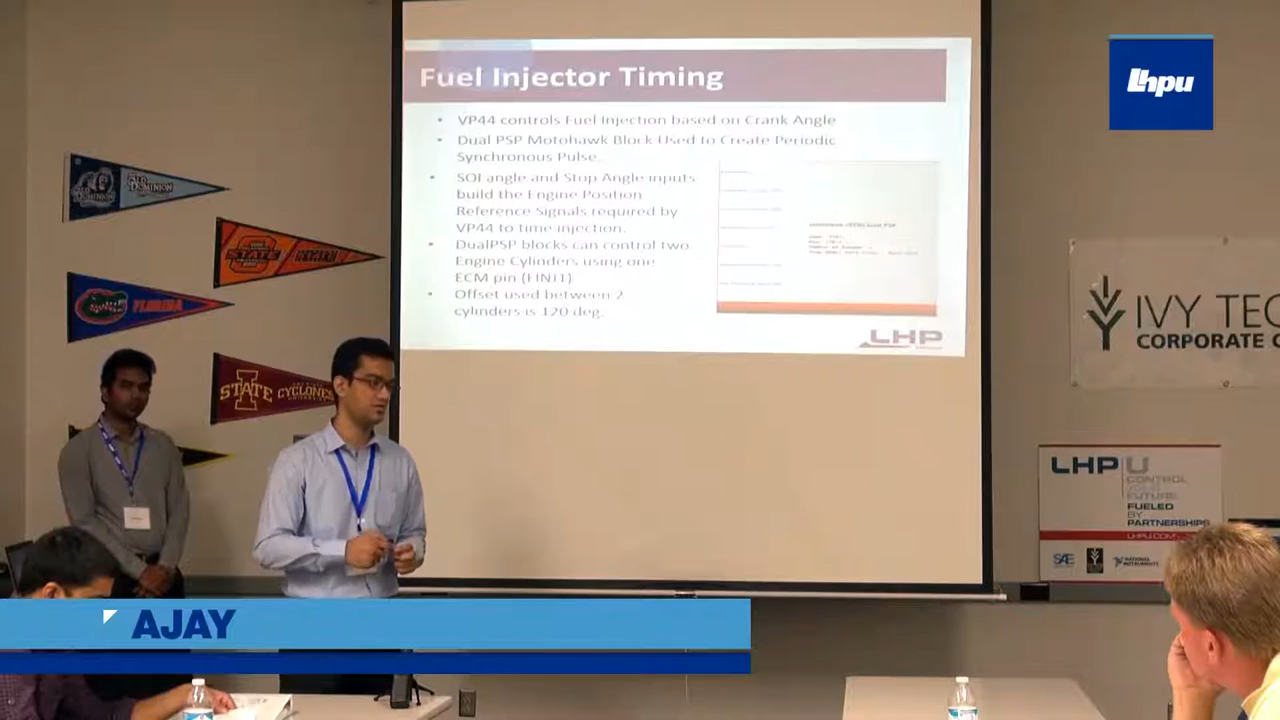 Fuel Injector Timing
• VP44 controls Fuel Injection based on Crank Angle
• Dual PSP Motohawk Block Used to Create Periodic
Synchronous Pulse.
• SOI angle and Stop Angle inputs
build the Engine Position
Reference Signals required by
VP44 to time injection.
• DualPSP blocks can control two
Engine Cylinders using one
ECM pin (FINJ1)
• Offset used between 2
cylinders is 120 deg.
LHP
Lhpu
OLD DOMINION
STATE
FLORIDA
STATE
CYCLONES
IVY TEC
CORPORATE C
LHP U
CONTROL
YOUR
FUTURE
FUELED
BY
PARTNERSHIPS
LHPU.COM
SAE
NATIONAL
INSTRUMENTS
AJAY